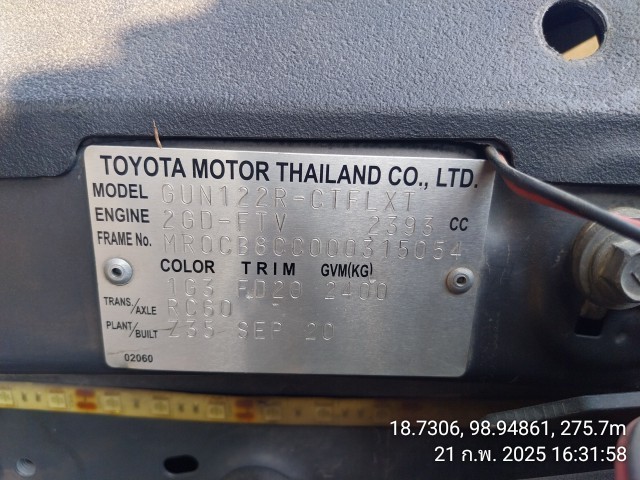 TOYOTA MOTOR THAILAND CO., LTD.
MODEL GUN122R-CTFLXT
ENGINE 2GD-FTV 2393 CC
FRAME No. MR0CB8CC000315054
COLOR TRIM GVM(KG)
1G3 FD20 2400
TRANS./AXLE RC60
PLANT/BUILT Z35 SEP 20
02060
18.7306, 98.94861, 275.7m
21 ก.พ. 2025 16:31:58